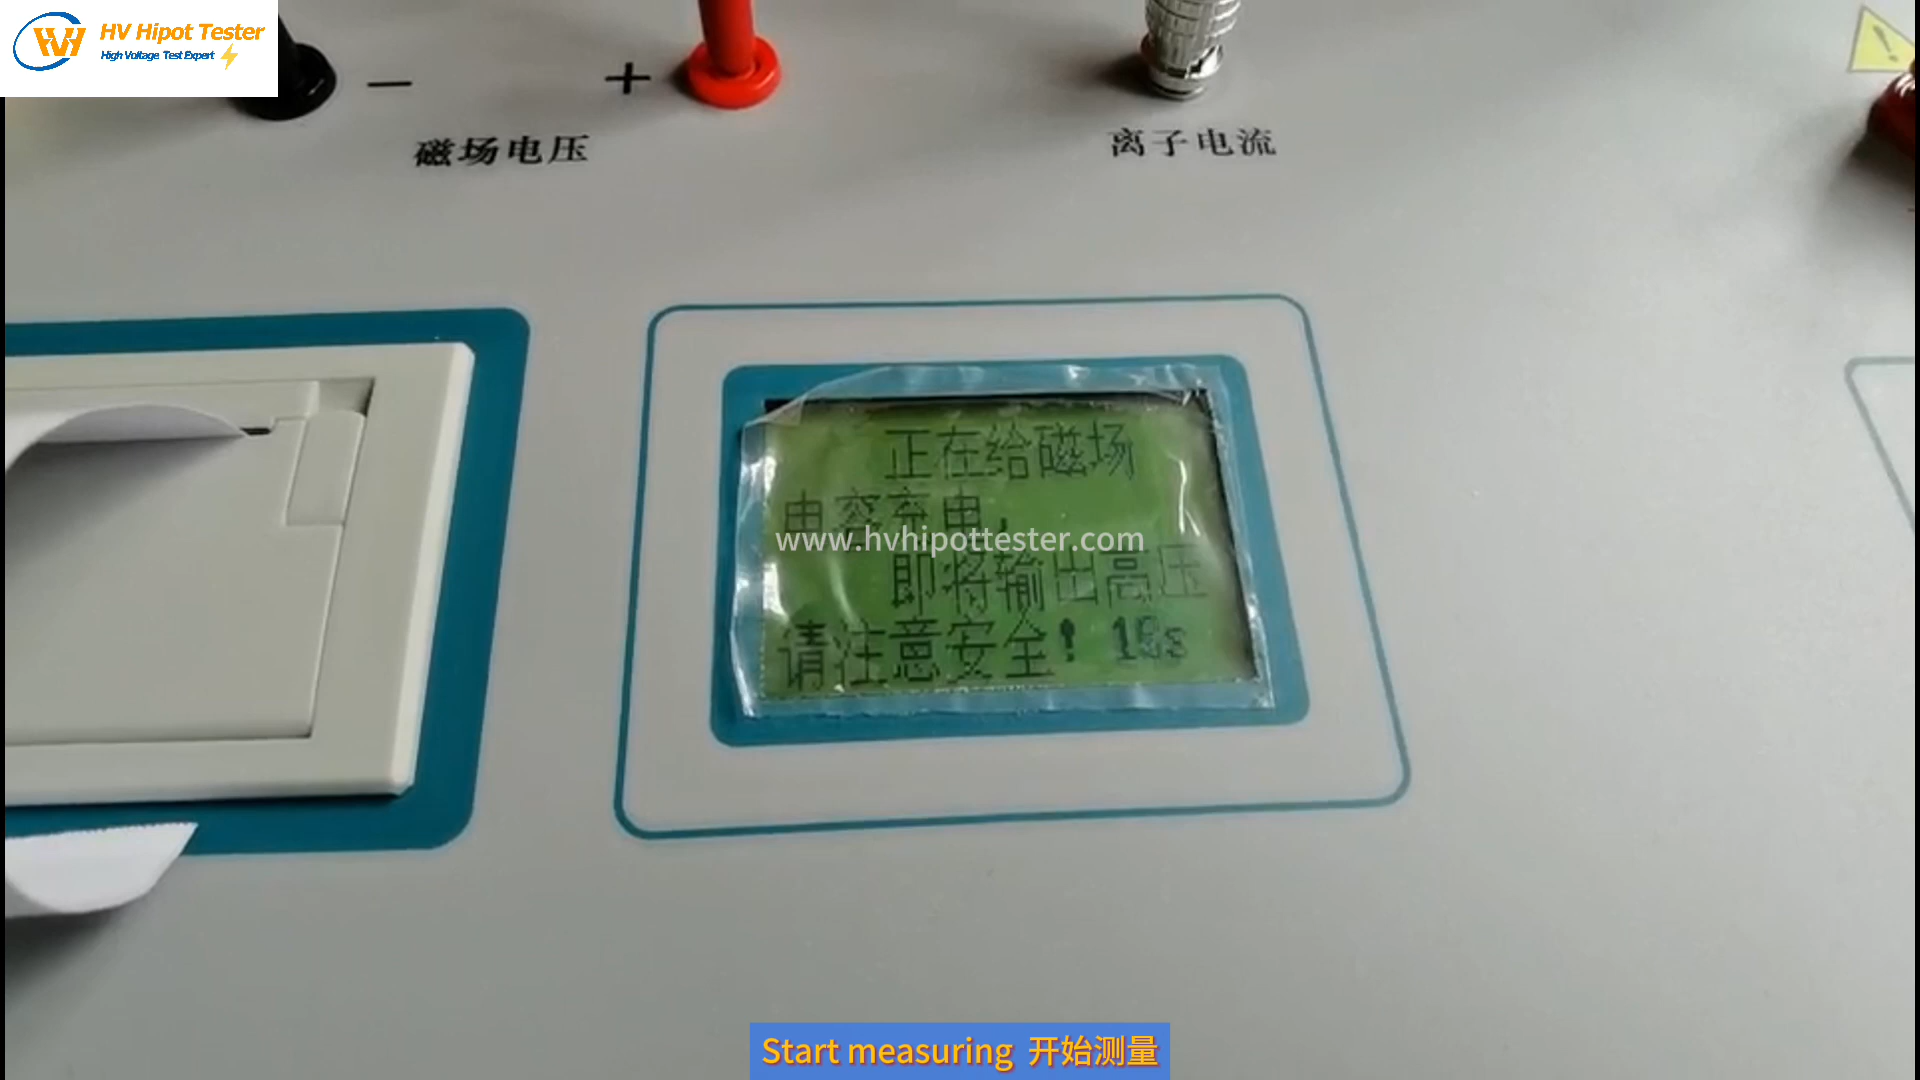 HV Hipot Tester
High Voltage Test Expert
— +
磁场电压
离子电流
正在给磁场
电容充电,
www.hvhipottester.com
即将输出高压
请注意安全!
Start measuring 开始测量